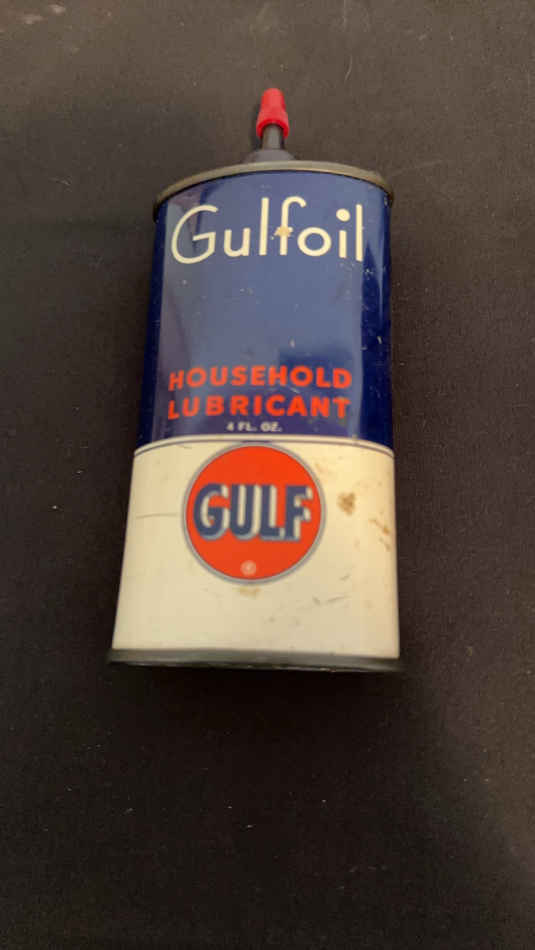 Gulfoil
HOUSEHOLD
LUBRICANT
4 FL. OZ.
GULF